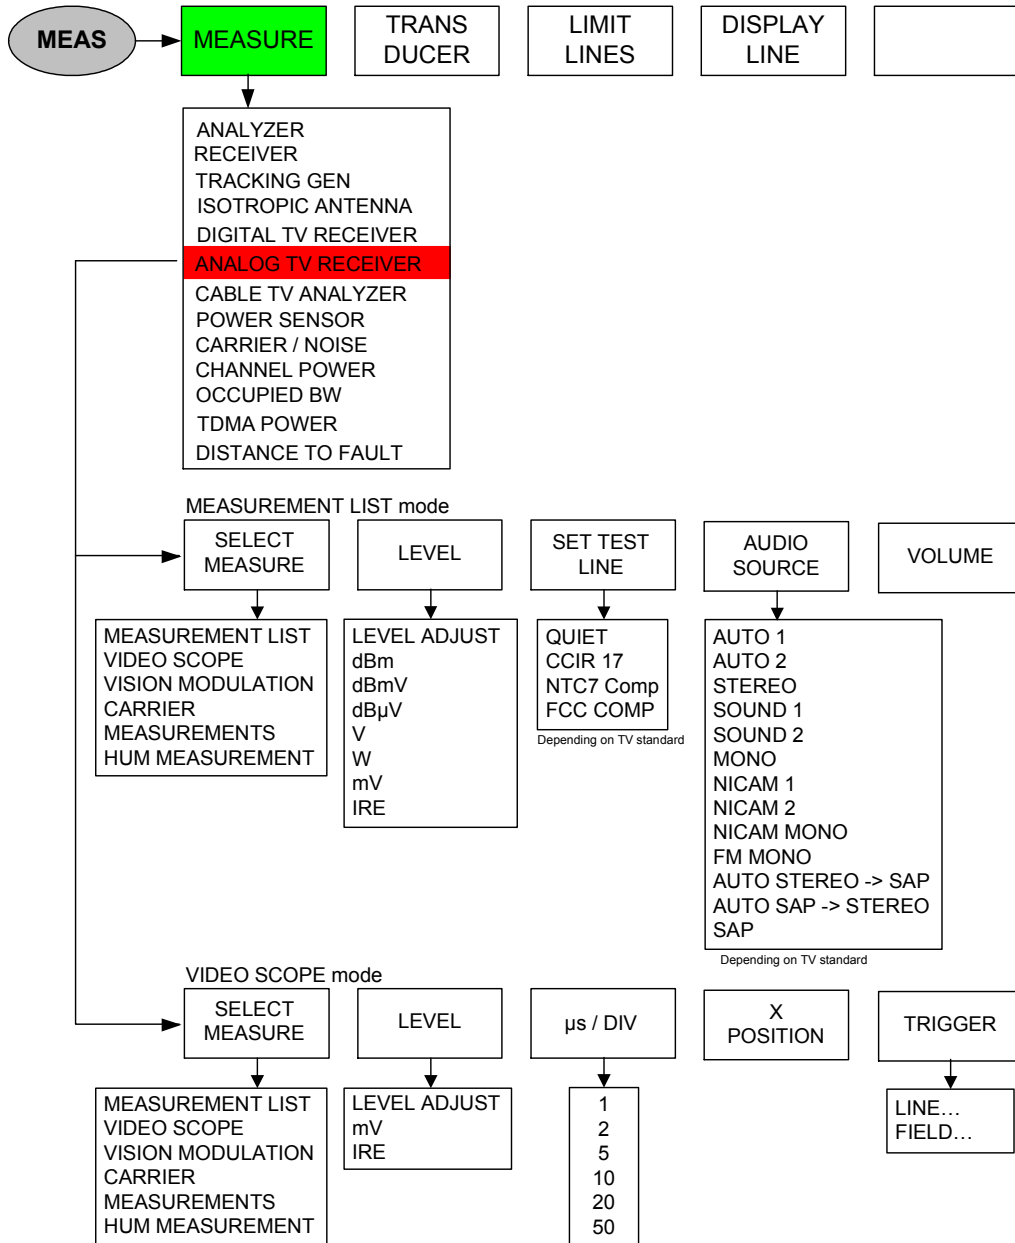 MEAS
MEASURE
TRANS
DUCER
LIMIT
LINES
DISPLAY
LINE
ANALYZER
RECEIVER
TRACKING GEN
ISOTROPIC ANTENNA
DIGITAL TV RECEIVER
ANALOG TV RECEIVER
CABLE TV ANALYZER
POWER SENSOR
CARRIER / NOISE
CHANNEL POWER
OCCUPIED BW
TDMA POWER
DISTANCE TO FAULT
MEASUREMENT LIST mode
SELECT
MEASURE
LEVEL
SET TEST
LINE
AUDIO
SOURCE
VOLUME
MEASUREMENT LIST
VIDEO SCOPE
VISION MODULATION
CARRIER
MEASUREMENTS
HUM MEASUREMENT
LEVEL ADJUST
dBm
dBmV
dBµV
V
W
mV
IRE
QUIET
CCIR 17
NTC7 Comp
FCC COMP
Depending on TV standard
AUTO 1
AUTO 2
STEREO
SOUND 1
SOUND 2
MONO
NICAM 1
NICAM 2
NICAM MONO
FM MONO
AUTO STEREO -> SAP
AUTO SAP -> STEREO
SAP
Depending on TV standard
VIDEO SCOPE mode
SELECT
MEASURE
LEVEL
µs / DIV
X
POSITION
TRIGGER
MEASUREMENT LIST
VIDEO SCOPE
VISION MODULATION
CARRIER
MEASUREMENTS
HUM MEASUREMENT
LEVEL ADJUST
mV
IRE
1
2
5
10
20
50
LINE...
FIELD...